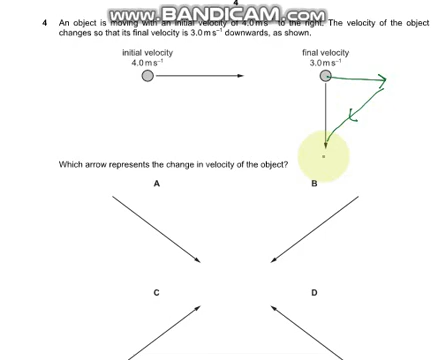 4
WWW.BANDICAM.COM
4 An object is moving with an initial velocity of 4.0 m s⁻¹ to the right. The velocity of the object
changes so that its final velocity is 3.0 m s⁻¹ downwards, as shown.
initial velocity
4.0 m s⁻¹
final velocity
3.0 m s⁻¹
Which arrow represents the change in velocity of the object?
A
B
C
D